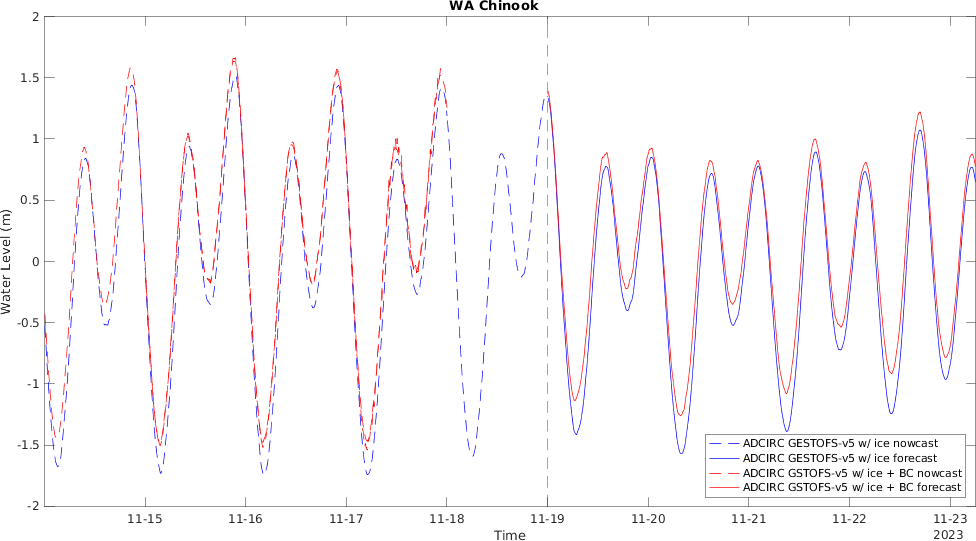 WA Chinook
2
1.5
1
0.5
0
-0.5
-1
-1.5
-2
Water Level (m)
ADCIRC GESTOFS-v5 w/ ice nowcast
ADCIRC GESTOFS-v5 w/ ice forecast
ADCIRC GSTOFS-v5 w/ ice + BC nowcast
ADCIRC GSTOFS-v5 w/ ice + BC forecast
11-15 11-16 11-17 11-18 11-19 11-20 11-21 11-22 11-23
Time 2023